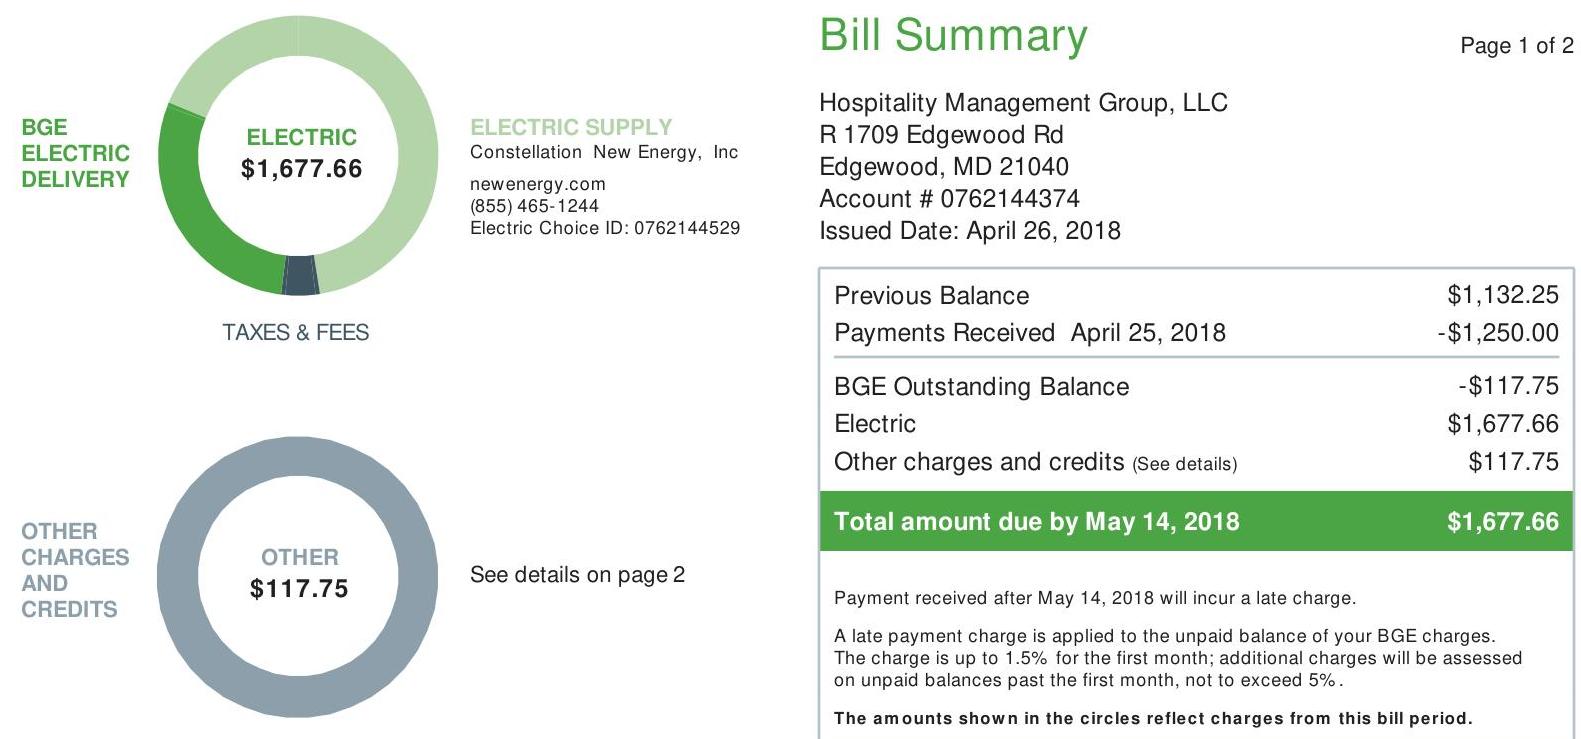 BGE
ELECTRIC
DELIVERY
ELECTRIC
$1,677.66
ELECTRIC SUPPLY
Constellation New Energy, Inc
newenergy.com
(855) 465-1244
Electric Choice ID: 0762144529
TAXES & FEES
OTHER
CHARGES
AND
CREDITS
OTHER
$117.75
See details on page 2
Bill Summary
Page 1 of 2
Hospitality Management Group, LLC
R 1709 Edgewood Rd
Edgewood, MD 21040
Account # 0762144374
Issued Date: April 26, 2018
Previous Balance $1,132.25
Payments Received April 25, 2018 -$1,250.00
BGE Outstanding Balance -$117.75
Electric $1,677.66
Other charges and credits (See details) $117.75
Total amount due by May 14, 2018 $1,677.66
Payment received after May 14, 2018 will incur a late charge.
A late payment charge is applied to the unpaid balance of your BGE charges.
The charge is up to 1.5% for the first month; additional charges will be assessed
on unpaid balances past the first month, not to exceed 5%.
The amounts shown in the circles reflect charges from this bill period.